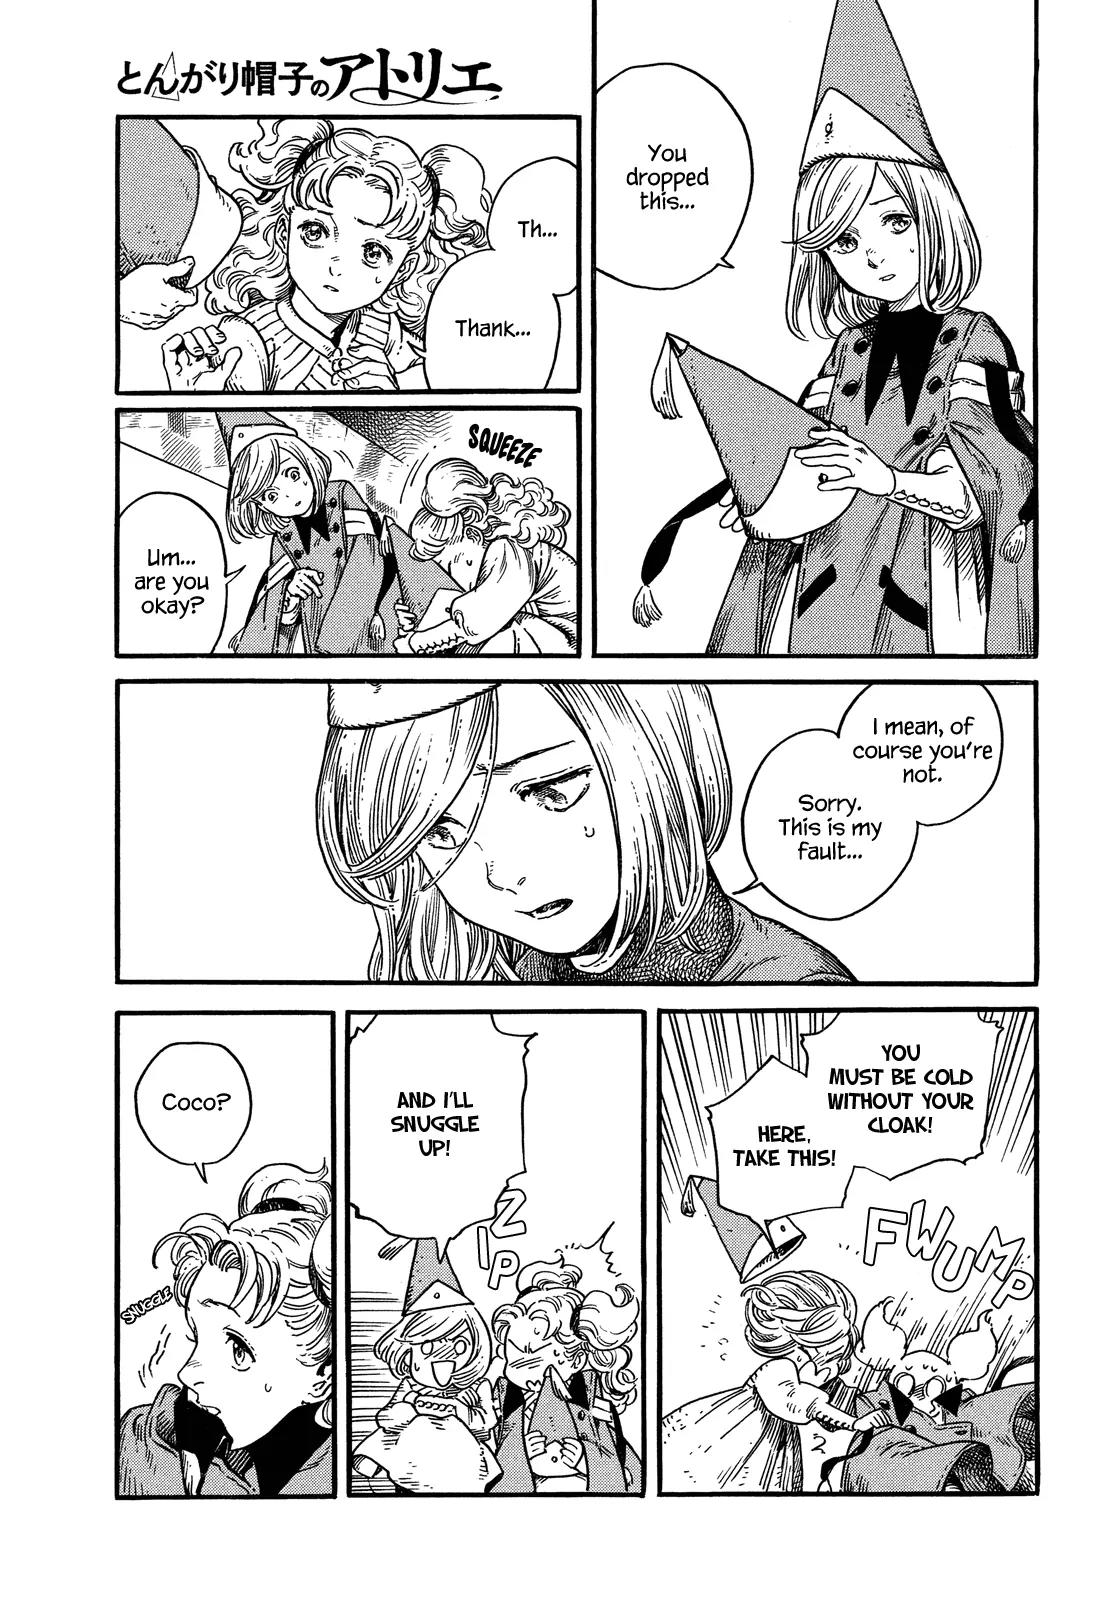 とんがり帽子のアトリエ
You
dropped
this...
Th...
Thank...
SQUEEZE
Um...
are you
okay?
I mean, of
course you're
not.
Sorry.
This is my
fault...
YOU
MUST BE COLD
WITHOUT YOUR
CLOAK!
HERE,
TAKE THIS!
FWUMP
AND I'LL
SNUGGLE
UP!
ZIP
Coco?
SNUGGLE